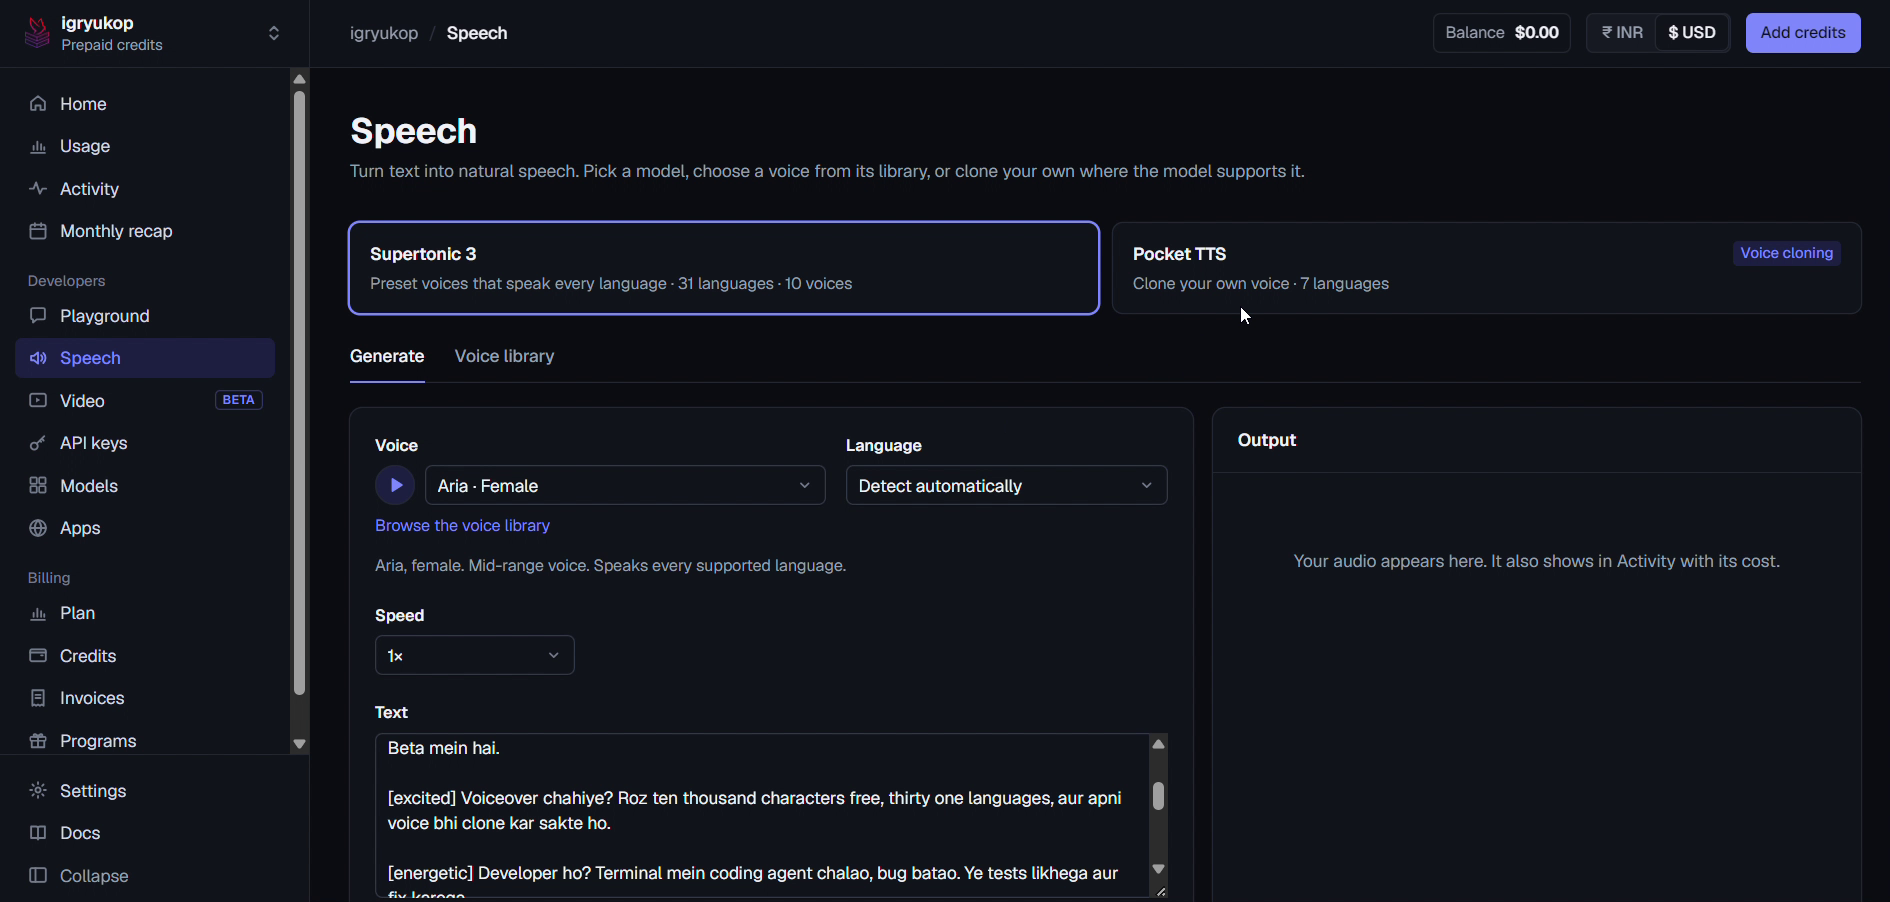 igryukop
Prepaid credits
igryukop / Speech
Balance $0.00
₹ INR
$ USD
Add credits
Home
Usage
Activity
Monthly recap
Developers
Playground
Speech
Video
BETA
API keys
Models
Apps
Billing
Plan
Credits
Invoices
Programs
Settings
Docs
Collapse
Speech
Turn text into natural speech. Pick a model, choose a voice from its library, or clone your own where the model supports it.
Supertonic 3
Preset voices that speak every language · 31 languages · 10 voices
Pocket TTS
Voice cloning
Clone your own voice · 7 languages
Generate
Voice library
Voice
Aria · Female
Browse the voice library
Aria, female. Mid-range voice. Speaks every supported language.
Language
Detect automatically
Speed
1×
Text
Beta mein hai.
[excited] Voiceover chahiye? Roz ten thousand characters free, thirty one languages, aur apni
voice bhi clone kar sakte ho.
[energetic] Developer ho? Terminal mein coding agent chalao, bug batao. Ye tests likhega aur
fix karega
Output
Your audio appears here. It also shows in Activity with its cost.